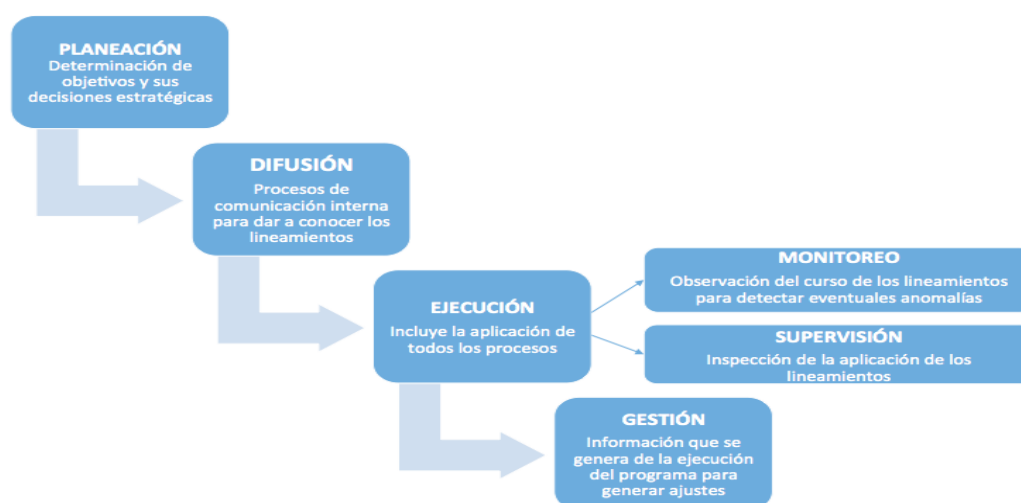 PLANEACIÓN
Determinación de
objetivos y sus
decisiones estratégicas
DIFUSIÓN
Procesos de
comunicación interna
para dar a conocer los
lineamientos
EJECUCIÓN
Incluye la aplicación de
todos los procesos
MONITOREO
Observación del curso de los lineamientos
para detectar eventuales anomalías
SUPERVISIÓN
Inspección de la aplicación de los
lineamientos
GESTIÓN
Información que se
genera de la ejecución
del programa para
generar ajustes